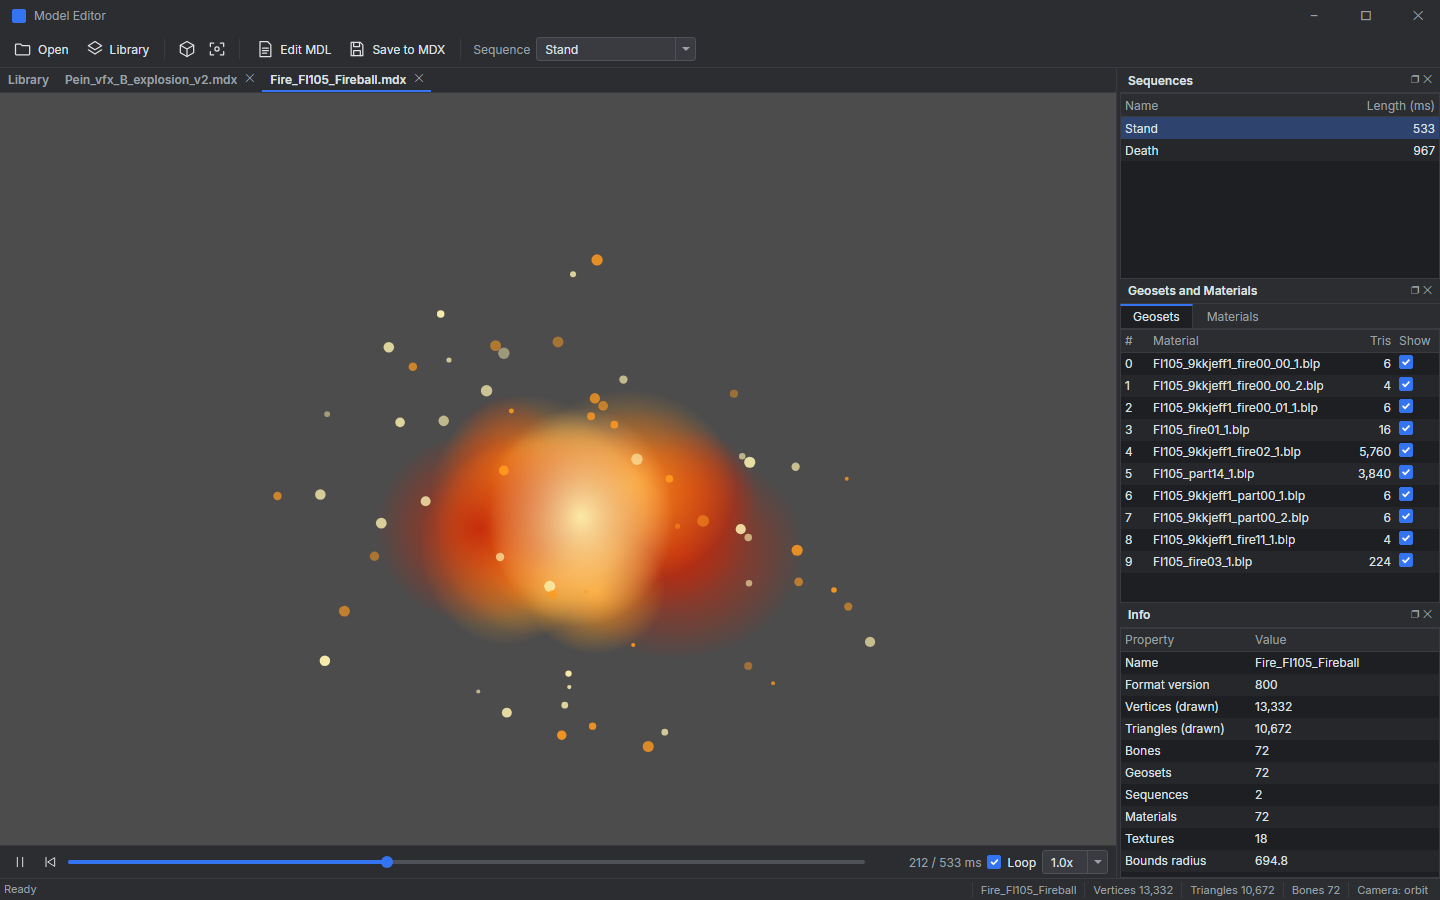 Model Editor
Open Library Edit MDL Save to MDX Sequence Stand
Library Pein_vfx_B_explosion_v2.mdx Fire_FI105_Fireball.mdx
Sequences
Name Length (ms)
Stand 533
Death 967
Geosets and Materials
Geosets Materials
# Material Tris Show
0 FI105_9kkjeff1_fire00_00_1.blp 6
1 FI105_9kkjeff1_fire00_00_2.blp 4
2 FI105_9kkjeff1_fire00_01_1.blp 6
3 FI105_fire01_1.blp 16
4 FI105_9kkjeff1_fire02_1.blp 5,760
5 FI105_part14_1.blp 3,840
6 FI105_9kkjeff1_part00_1.blp 6
7 FI105_9kkjeff1_part00_2.blp 6
8 FI105_9kkjeff1_fire11_1.blp 4
9 FI105_fire03_1.blp 224
Info
Property Value
Name Fire_FI105_Fireball
Format version 800
Vertices (drawn) 13,332
Triangles (drawn) 10,672
Bones 72
Geosets 72
Sequences 2
Materials 72
Textures 18
Bounds radius 694.8
212 / 533 ms Loop 1.0x
Ready Fire_FI105_Fireball Vertices 13,332 Triangles 10,672 Bones 72 Camera: orbit